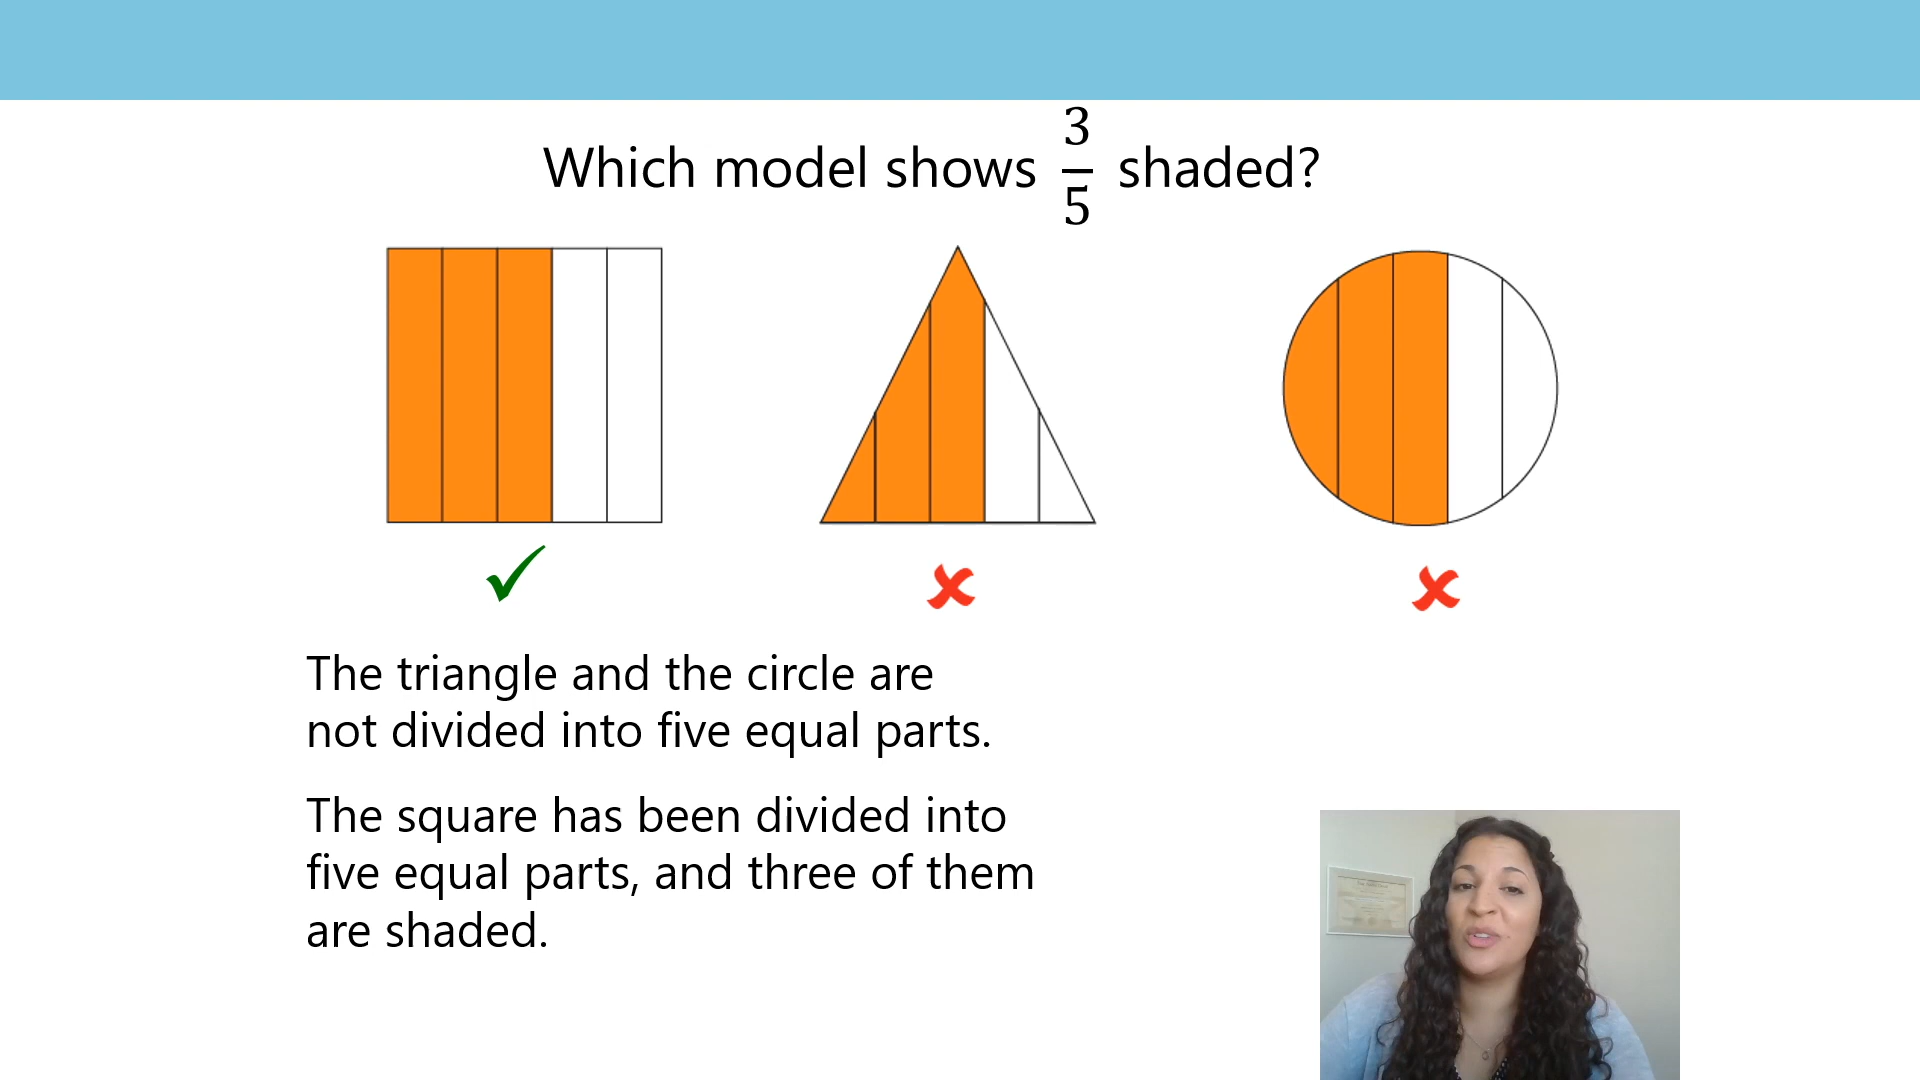 Which model shows 3/5 shaded?
The triangle and the circle are
not divided into five equal parts.
The square has been divided into
five equal parts, and three of them
are shaded.